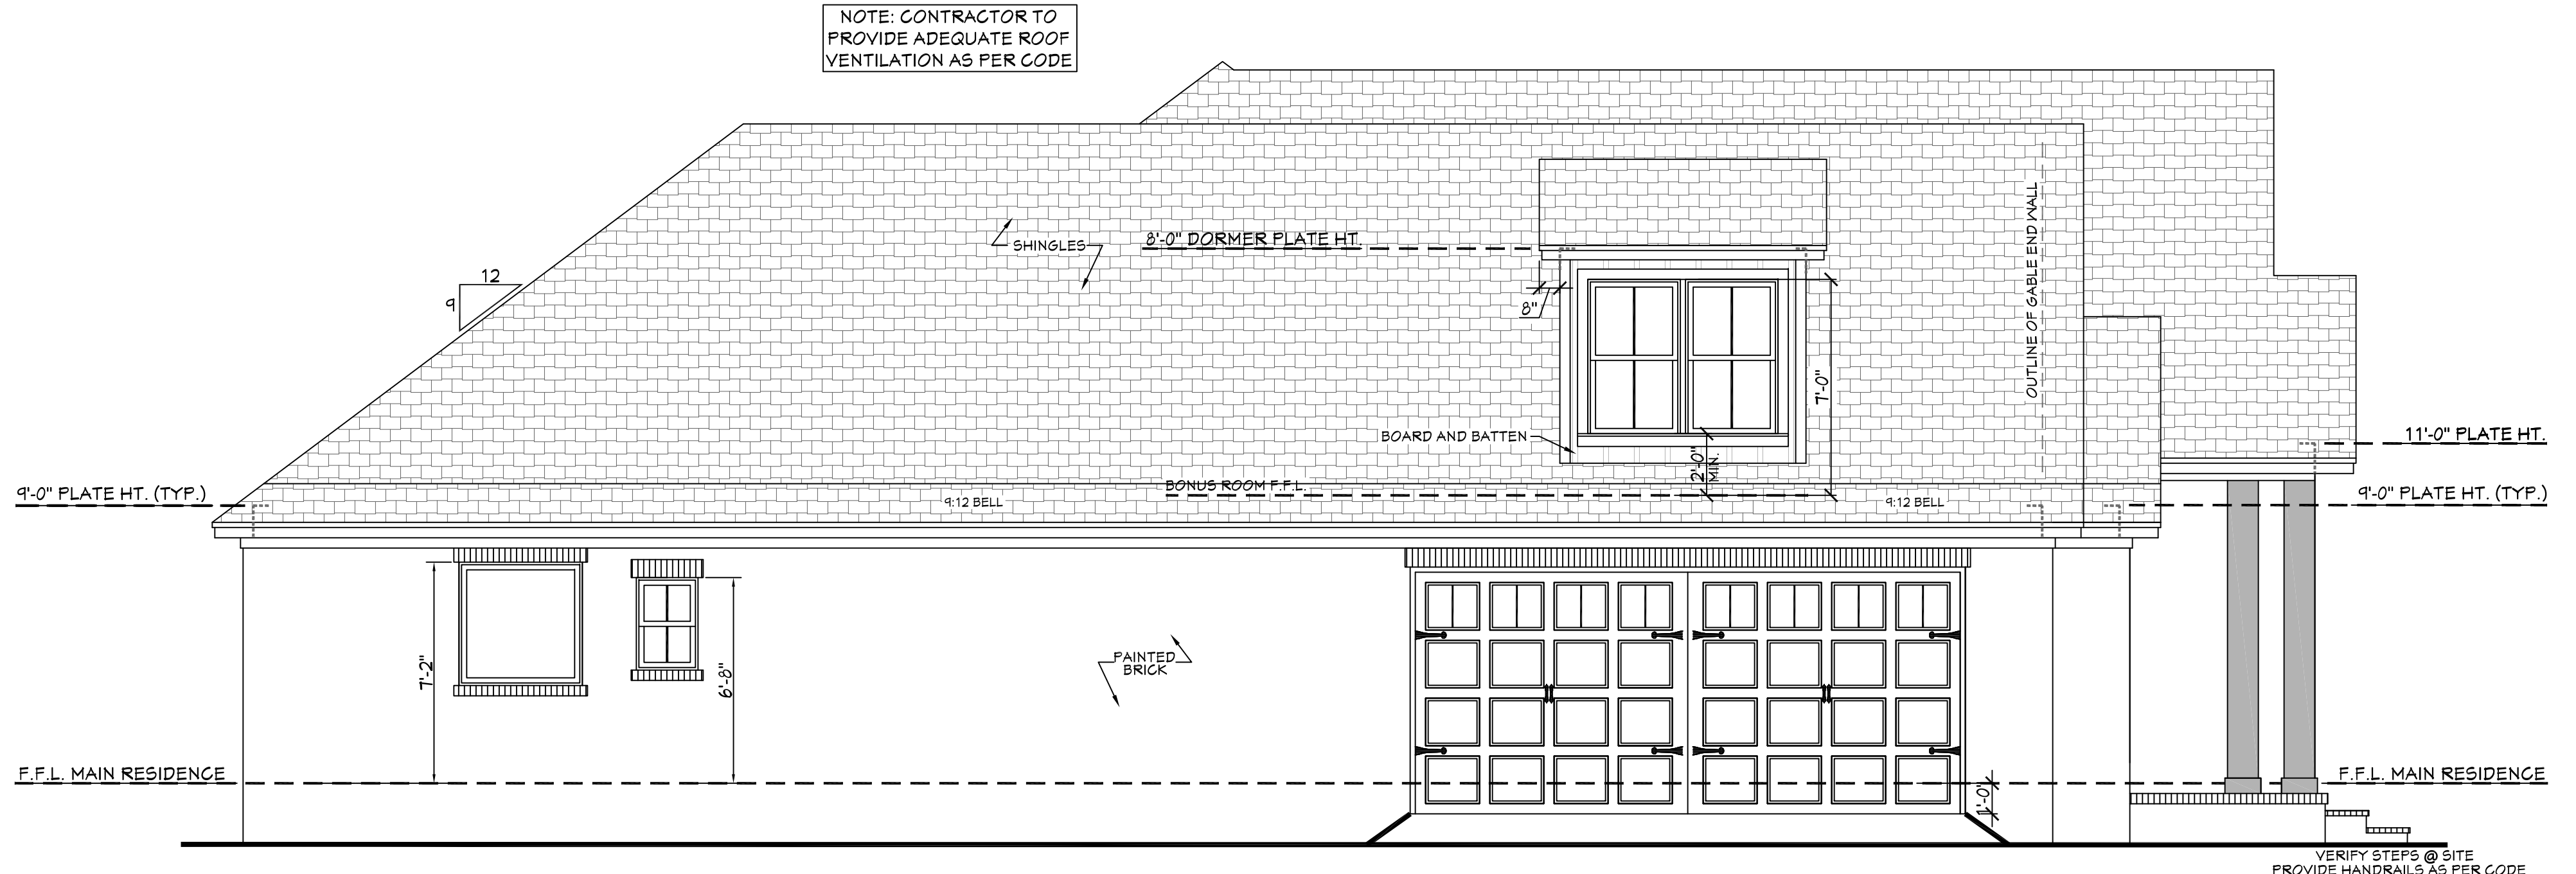 NOTE: CONTRACTOR TO
PROVIDE ADEQUATE ROOF
VENTILATION AS PER CODE
OUTLINE OF GABLE END WALL
SHINGLES
8'-0" DORMER PLATE HT.
12
9
8"
7'-0"
BOARD AND BATTEN
11'-0" PLATE HT.
2'-0"
MIN.
BONUS ROOM F.F.L.
9'-0" PLATE HT. (TYP.)
9:12 BELL
9:12 BELL
9'-0" PLATE HT. (TYP.)
7'-2"
6'-8"
PAINTED
BRICK
F.F.L. MAIN RESIDENCE
F.F.L. MAIN RESIDENCE
1'-0"
VERIFY STEPS @ SITE
PROVIDE HANDRAILS AS PER CODE